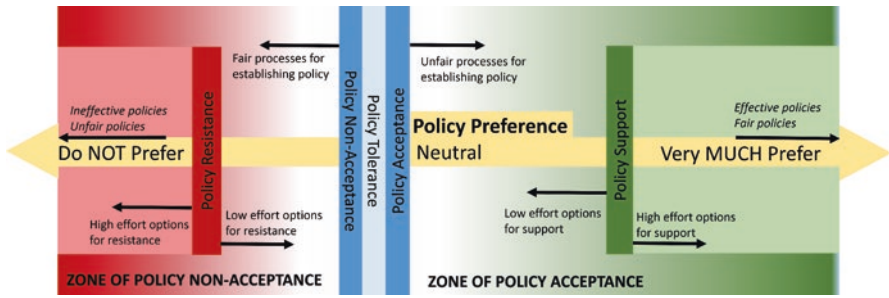 Fair processes for
establishing policy
Unfair processes for
establishing policy
Ineffective policies
Unfair policies
Policy Resistance
Policy Non-Acceptance
Policy Tolerance
Policy Acceptance
Policy Preference
Policy Support
Effective policies
Fair policies
Do NOT Prefer
Neutral
Very MUCH Prefer
High effort options
for resistance
Low effort options
for resistance
Low effort options
for support
High effort options
for support
ZONE OF POLICY NON-ACCEPTANCE
ZONE OF POLICY ACCEPTANCE